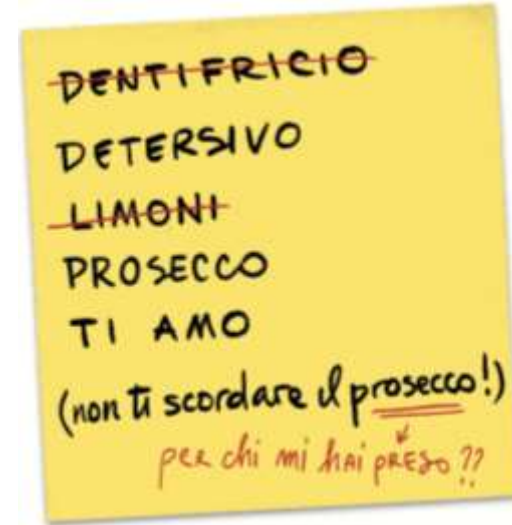 DENTIFRICIO
DETERSIVO
LIMONI
PROSECCO
TI AMO
(non ti scordare il prosecco!)
per chi mi hai preso??